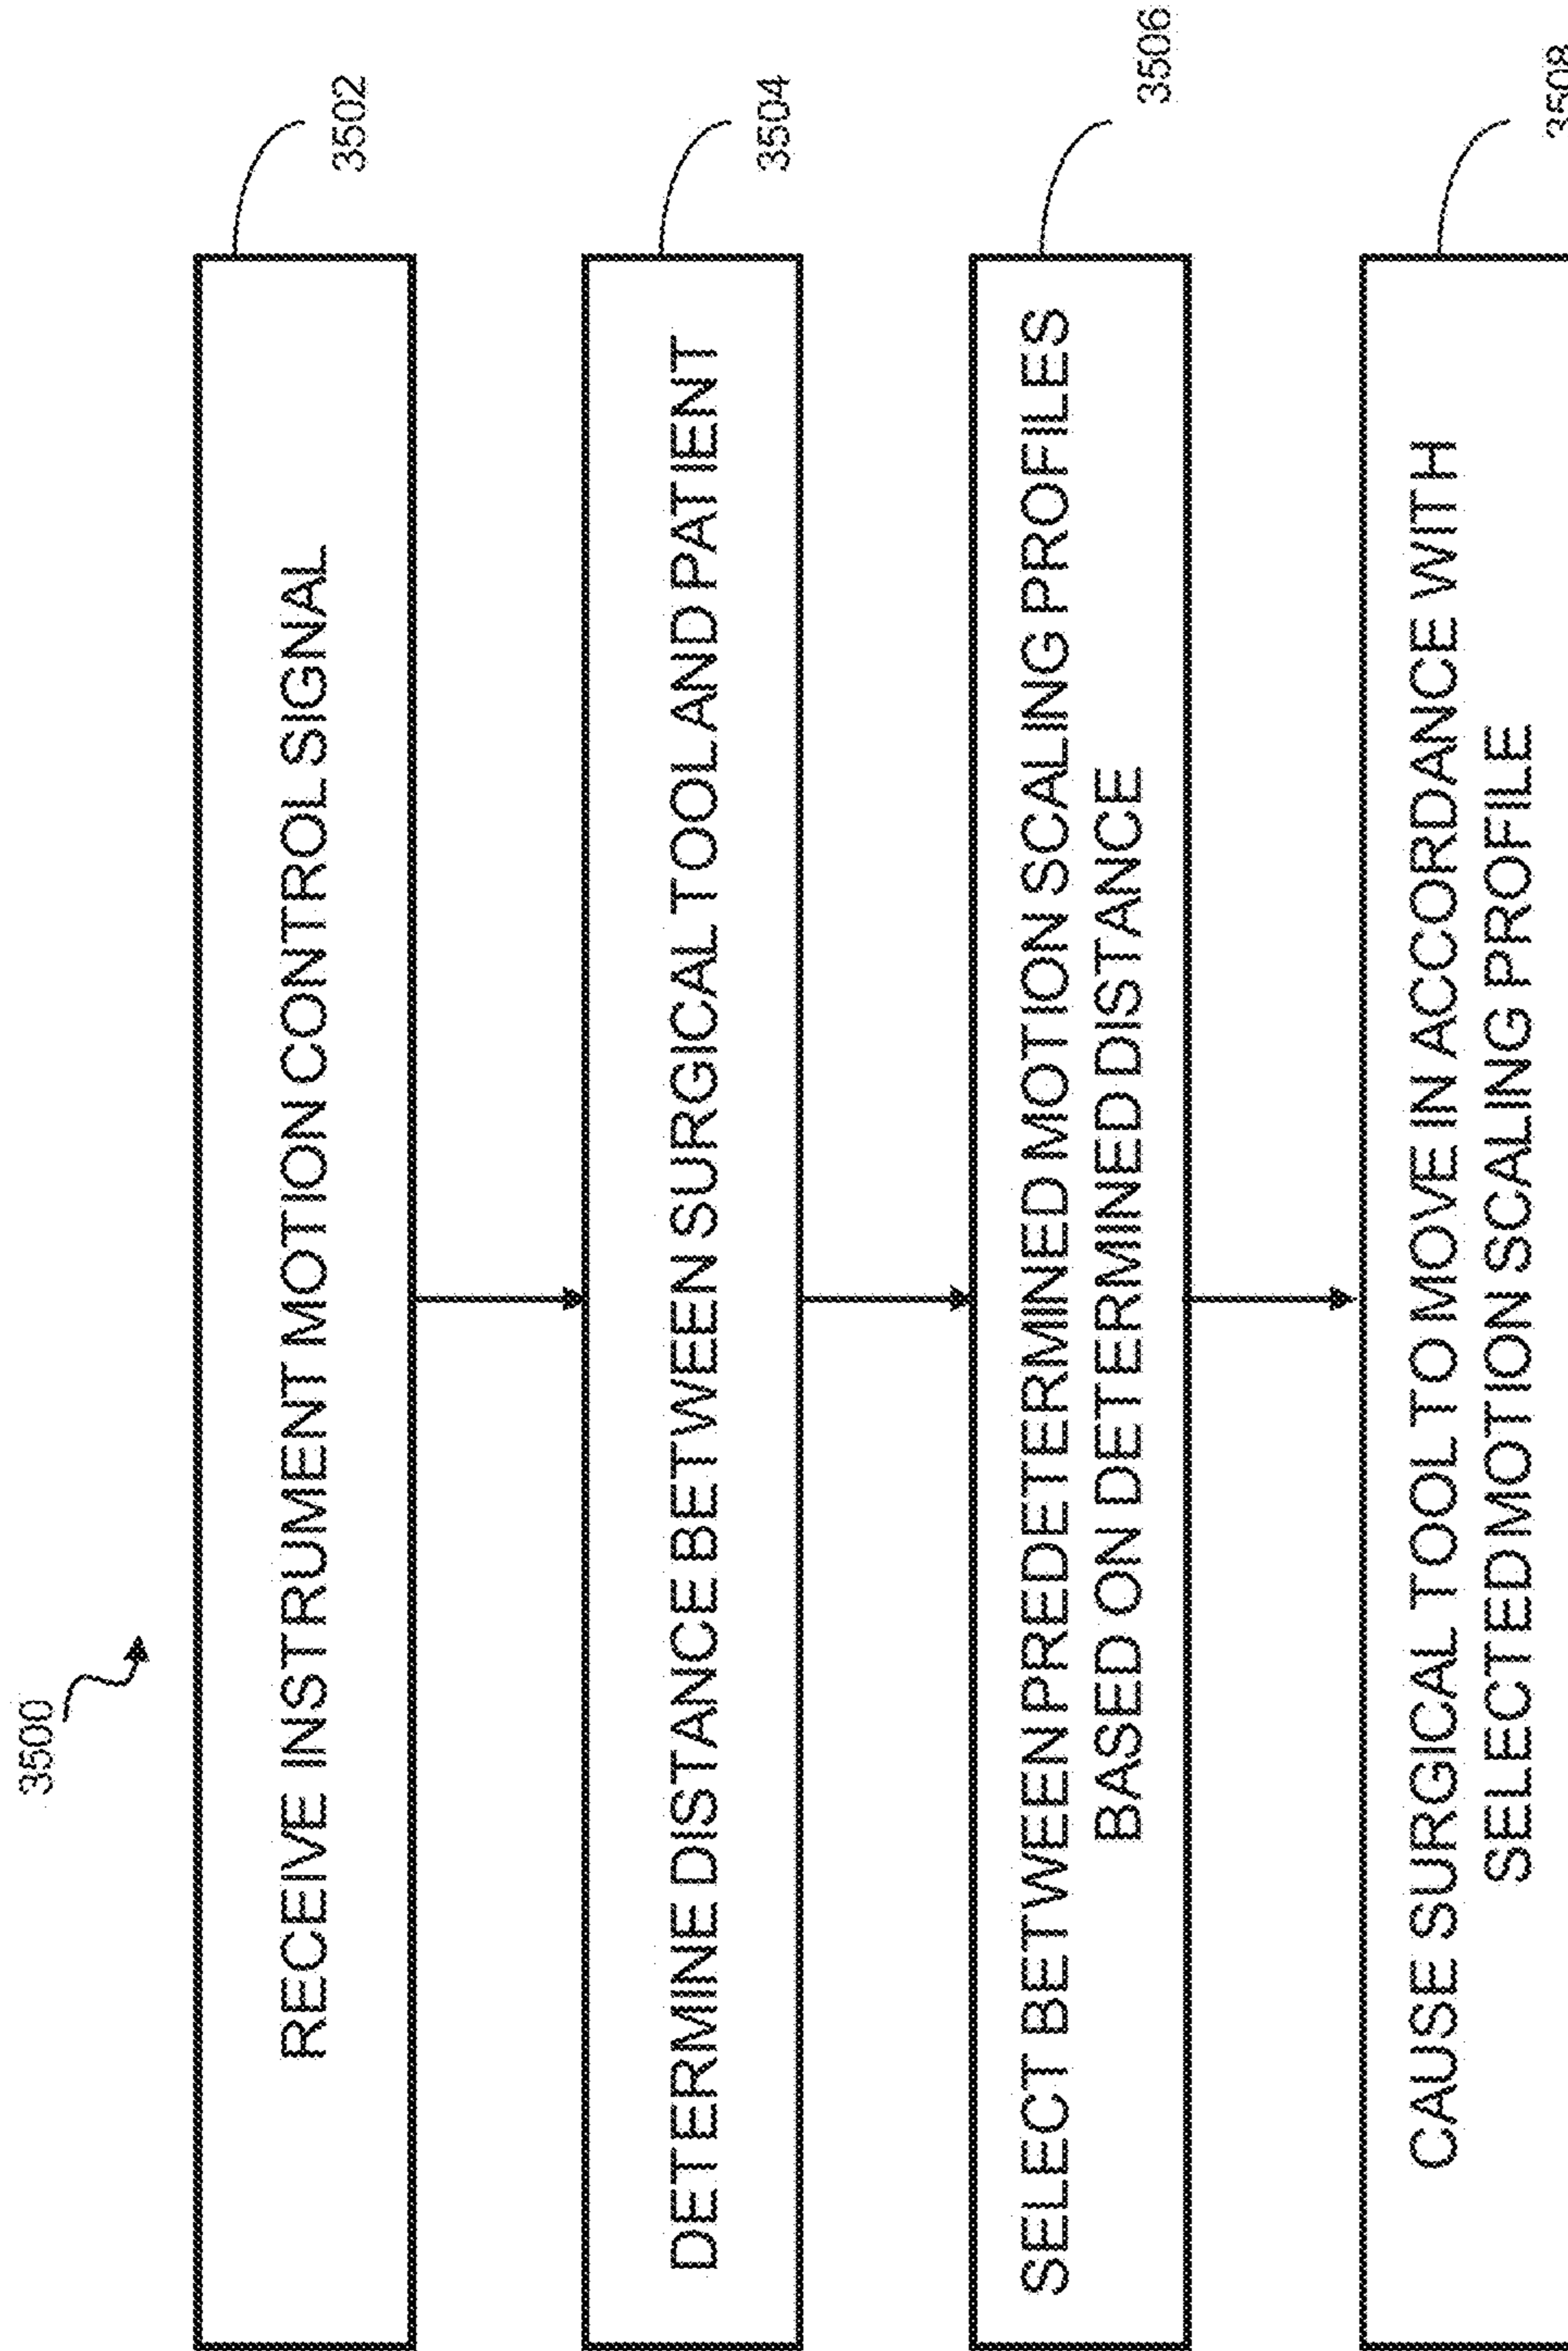 3500
RECEIVE INSTRUMENT MOTION CONTROL SIGNAL
3502
DETERMINE DISTANCE BETWEEN SURGICAL TOOL AND PATIENT
3504
SELECT BETWEEN PREDETERMINED MOTION SCALING PROFILES
BASED ON DETERMINED DISTANCE
3506
CAUSE SURGICAL TOOL TO MOVE IN ACCORDANCE WITH
SELECTED MOTION SCALING PROFILE
3508